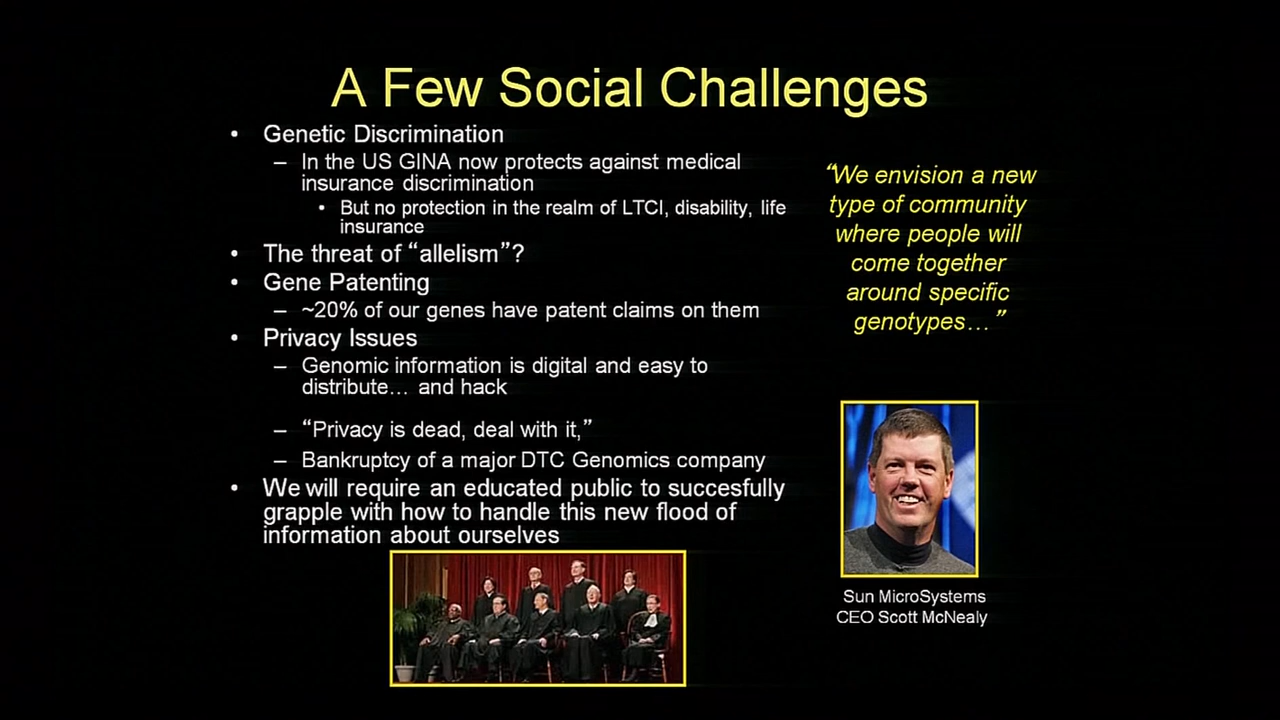 A Few Social Challenges
• Genetic Discrimination
– In the US GINA now protects against medical
insurance discrimination
• But no protection in the realm of LTCI, disability, life
insurance
• The threat of “allelism”?
• Gene Patenting
– ~20% of our genes have patent claims on them
• Privacy Issues
– Genomic information is digital and easy to
distribute… and hack
– “Privacy is dead, deal with it,”
– Bankruptcy of a major DTC Genomics company
• We will require an educated public to succesfully
grapple with how to handle this new flood of
information about ourselves
“We envision a new
type of community
where people will
come together
around specific
genotypes…”
Sun MicroSystems
CEO Scott McNealy